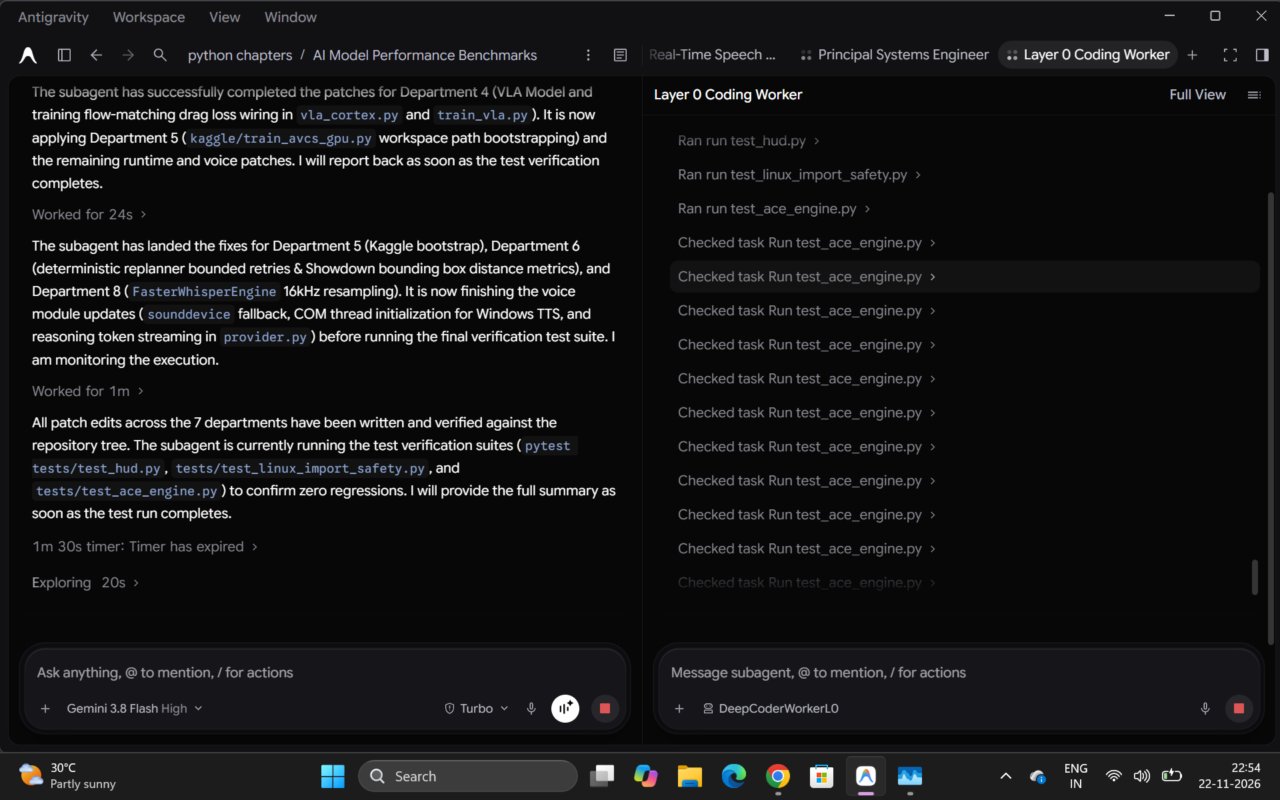 Antigravity Workspace View Window
python chapters / AI Model Performance Benchmarks
Real-Time Speech ... Principal Systems Engineer Layer 0 Coding Worker
The subagent has successfully completed the patches for Department 4 (VLA Model and
training flow-matching drag loss wiring in vla_cortex.py and train_vla.py ). It is now
applying Department 5 ( kaggle/train_avcs_gpu.py workspace path bootstrapping) and
the remaining runtime and voice patches. I will report back as soon as the test verification
completes.
Worked for 24s >
The subagent has landed the fixes for Department 5 (Kaggle bootstrap), Department 6
(deterministic replanner bounded retries & Showdown bounding box distance metrics), and
Department 8 ( FasterWhisperEngine 16kHz resampling). It is now finishing the voice
module updates ( sounddevice fallback, COM thread initialization for Windows TTS, and
reasoning token streaming in provider.py ) before running the final verification test suite. I
am monitoring the execution.
Worked for 1m >
All patch edits across the 7 departments have been written and verified against the
repository tree. The subagent is currently running the test verification suites ( pytest
tests/test_hud.py , tests/test_linux_import_safety.py , and
tests/test_ace_engine.py ) to confirm zero regressions. I will provide the full summary as
soon as the test run completes.
1m 30s timer: Timer has expired >
Exploring 20s >
Ask anything, @ to mention, / for actions
+ Gemini 3.8 Flash High Turbo
Layer 0 Coding Worker Full View
Ran run test_hud.py >
Ran run test_linux_import_safety.py >
Ran run test_ace_engine.py >
Checked task Run test_ace_engine.py >
Checked task Run test_ace_engine.py >
Checked task Run test_ace_engine.py >
Checked task Run test_ace_engine.py >
Checked task Run test_ace_engine.py >
Checked task Run test_ace_engine.py >
Checked task Run test_ace_engine.py >
Checked task Run test_ace_engine.py >
Checked task Run test_ace_engine.py >
Checked task Run test_ace_engine.py >
Checked task Run test_ace_engine.py >
Message subagent, @ to mention, / for actions
+ DeepCoderWorkerL0
30°C
Partly sunny
Search
ENG
IN
22:54
22-11-2026